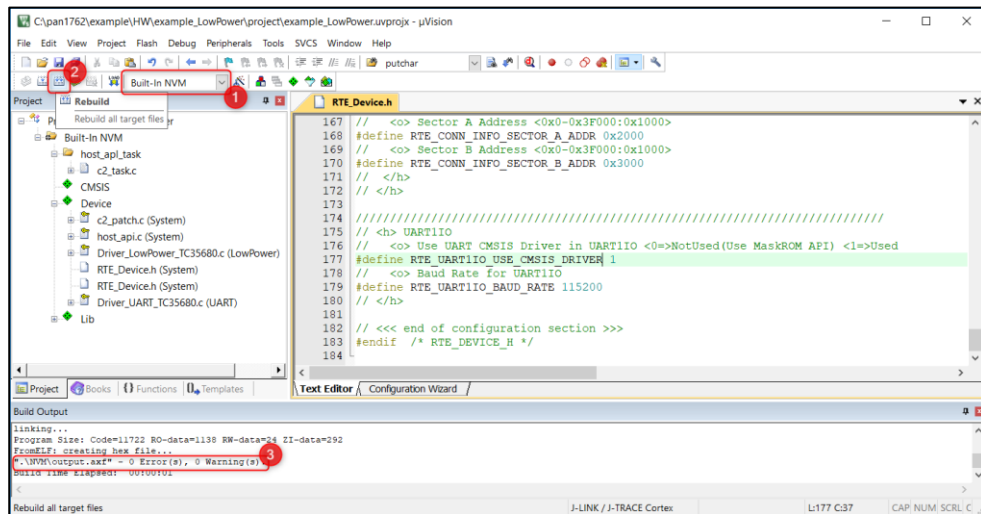 C:\pan1762\example\HW\example_LowPower\project\example_LowPower.uvprojx - µVision
File Edit View Project Flash Debug Peripherals Tools SVCS Window Help
putchar
2
LOAD
Built-In NVM
1
Project
Rebuild
Rebuild all target files
Built-In NVM
host_api_task
c2_task.c
CMSIS
Device
c2_patch.c (System)
host_api.c (System)
Driver_LowPower_TC35680.c (LowPower)
RTE_Device.h (System)
RTE_Device.h (System)
Driver_UART_TC35680.c (UART)
Lib
Project Books {} Functions Templates
RTE_Device.h
167 //   <o> Sector A Address <0x0-0x3F000:0x1000>
168 #define RTE_CONN_INFO_SECTOR_A_ADDR 0x2000
169 //   <o> Sector B Address <0x0-0x3F000:0x1000>
170 #define RTE_CONN_INFO_SECTOR_B_ADDR 0x3000
171 //  </h>
172 // </h>
173
174 ////////////////////////////////////////////////////////////////////////////
175 // <h> UART1IO
176 //   <o> Use UART CMSIS Driver in UART1IO <0=>NotUsed(Use MaskROM API) <1=>Used
177 #define RTE_UART1IO_USE_CMSIS_DRIVER 1
178 //   <o> Baud Rate for UART1IO
179 #define RTE_UART1IO_BAUD_RATE 115200
180 // </h>
181
182 // <<< end of configuration section >>>
183 #endif  /* RTE_DEVICE_H */
184
Text Editor Configuration Wizard
Build Output
linking...
Program Size: Code=11722 RO-data=1138 RW-data=24 ZI-data=292
FromELF: creating hex file...
".\NVM\output.axf" - 0 Error(s), 0 Warning(s)
3
Build Time Elapsed:  00:00:01
Rebuild all target files J-LINK / J-TRACE Cortex L:177 C:37 CAP NUM SCRL